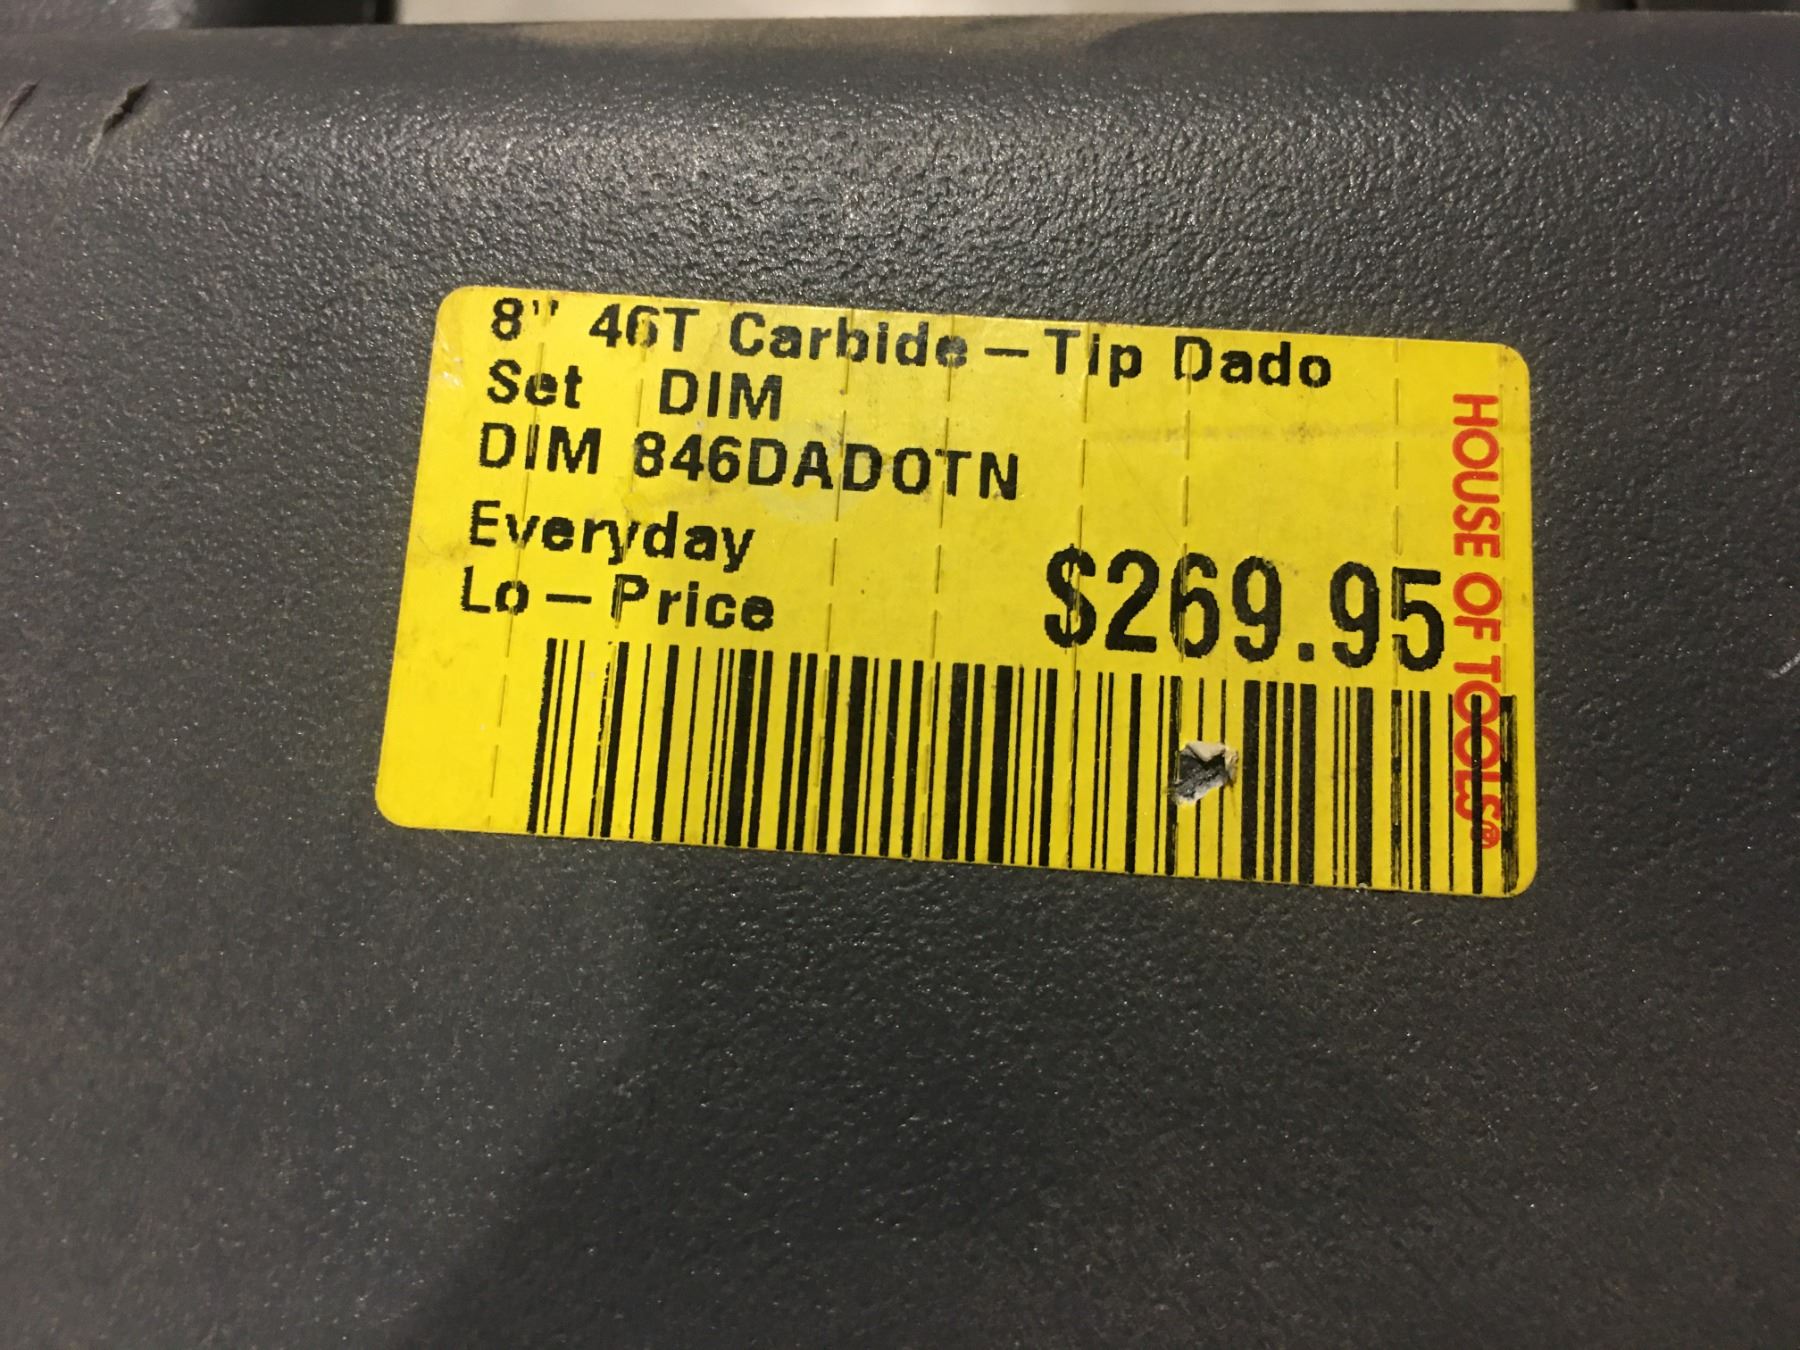 8" 46T Carbide-Tip Dado
Set DIM
DIM 846DADOTN
Everyday
Lo-Price
$269.95
HOUSE OF TOOLS®